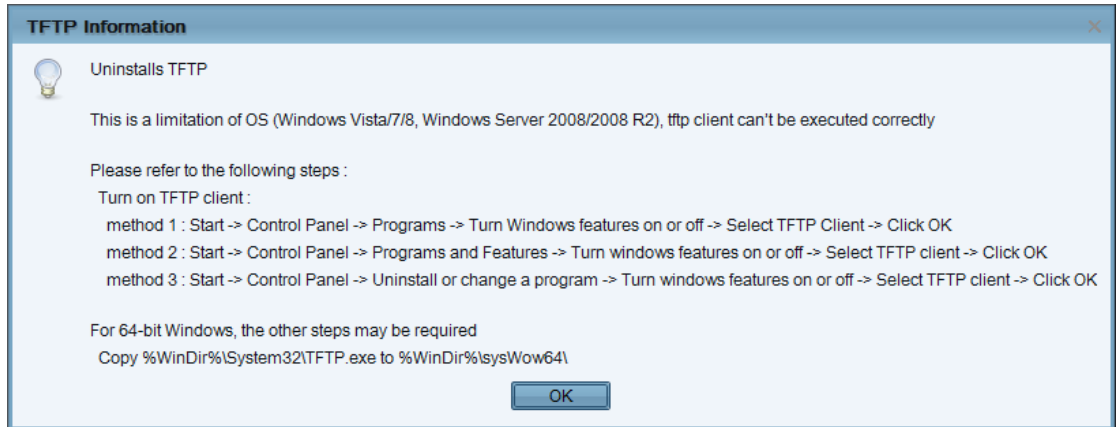 TFTP Information
Uninstalls TFTP
This is a limitation of OS (Windows Vista/7/8, Windows Server 2008/2008 R2), tftp client can't be executed correctly
Please refer to the following steps :
Turn on TFTP client :
method 1 : Start -> Control Panel -> Programs -> Turn Windows features on or off -> Select TFTP Client -> Click OK
method 2 : Start -> Control Panel -> Programs and Features -> Turn windows features on or off -> Select TFTP client -> Click OK
method 3 : Start -> Control Panel -> Uninstall or change a program -> Turn windows features on or off -> Select TFTP client -> Click OK
For 64-bit Windows, the other steps may be required
Copy %WinDir%\System32\TFTP.exe to %WinDir%\sysWow64\
OK